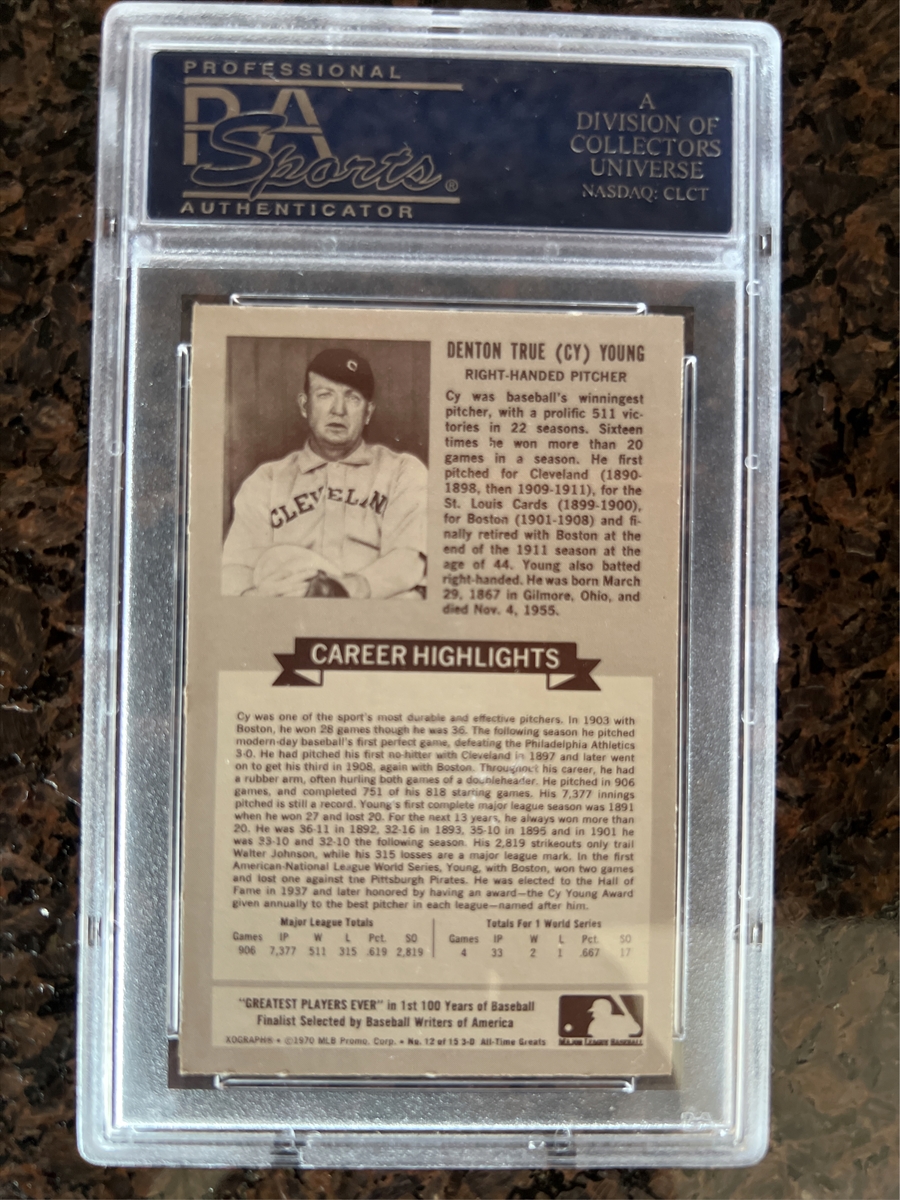 PROFESSIONAL
PSA
Sports®
AUTHENTICATOR
A
DIVISION OF
COLLECTORS
UNIVERSE
NASDAQ: CLCT
C
CLEVELAN
DENTON TRUE (CY) YOUNG
RIGHT-HANDED PITCHER
Cy was baseball's winningest
pitcher, with a prolific 511 vic-
tories in 22 seasons. Sixteen
times he won more than 20
games in a season. He first
pitched for Cleveland (1890-
1898, then 1909-1911), for the
St. Louis Cards (1899-1900),
for Boston (1901-1908) and fi-
nally retired with Boston at the
end of the 1911 season at the
age of 44. Young also batted
right-handed. He was born March
29, 1867 in Gilmore, Ohio, and
died Nov. 4, 1955.
CAREER HIGHLIGHTS
Cy was one of the sport's most durable and effective pitchers. In 1903 with
Boston, he won 28 games though he was 36. The following season he pitched
modern-day baseball's first perfect game, defeating the Philadelphia Athletics
3-0. He had pitched his first no-hitter with Cleveland in 1897 and later went
on to get his third in 1908, again with Boston. Throughout his career, he had
a rubber arm, often hurling both games of a doubleheader. He pitched in 906
games, and completed 751 of his 818 starting games. His 7,377 innings
pitched is still a record. Young's first complete major league season was 1891
when he won 27 and lost 20. For the next 13 years, he always won more than
20. He was 36-11 in 1892, 32-16 in 1893, 35-10 in 1895 and in 1901 he
was 33-10 and 32-10 the following season. His 2,819 strikeouts only trail
Walter Johnson, while his 315 losses are a major league mark. In the first
American-National League World Series, Young, with Boston, won two games
and lost one against the Pittsburgh Pirates. He was elected to the Hall of
Fame in 1937 and later honored by having an award—the Cy Young Award
given annually to the best pitcher in each league—named after him.
Major League Totals
Games IP W L Pct. SO
906 7,377 511 315 .619 2,819
Totals For 1 World Series
Games IP W L Pct. SO
4 33 2 1 .667 17
"GREATEST PLAYERS EVER" in 1st 100 Years of Baseball
Finalist Selected by Baseball Writers of America
XOGRAPH® • ©1970 MLB Promo. Corp. • No. 12 of 15 3-D All-Time Greats
MAJOR LEAGUE BASEBALL